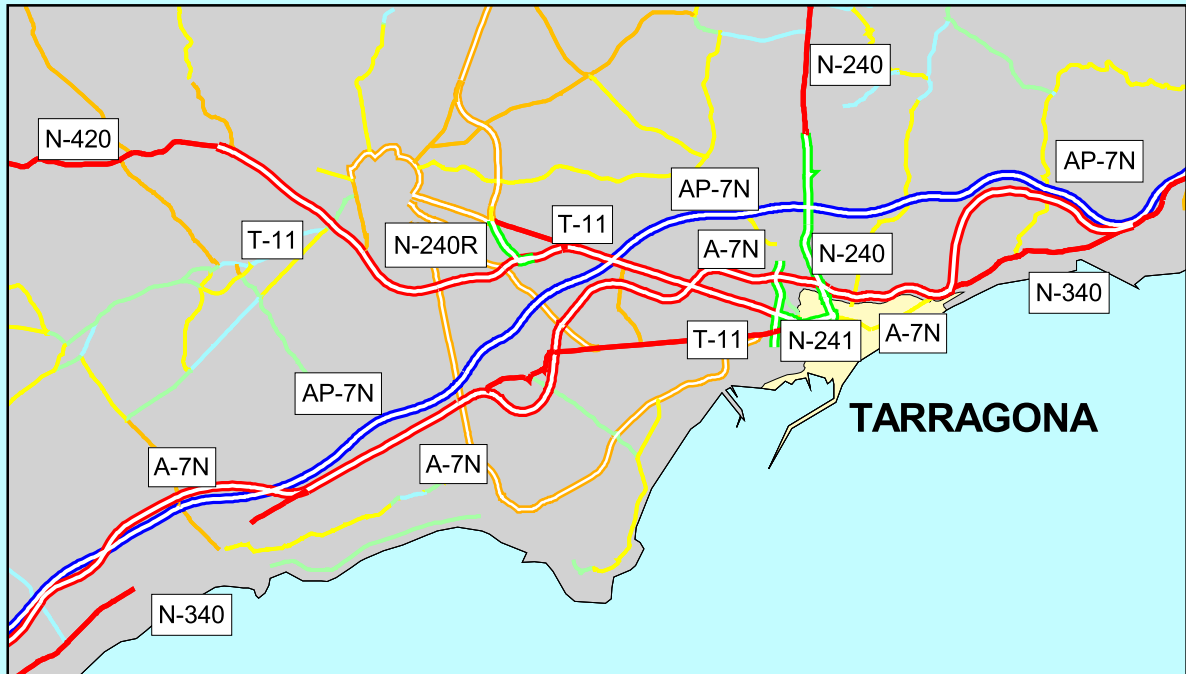 N-240
N-420
AP-7N
AP-7N
T-11
N-240R
T-11
A-7N
N-240
N-340
T-11
N-241
A-7N
AP-7N
TARRAGONA
A-7N
A-7N
N-340